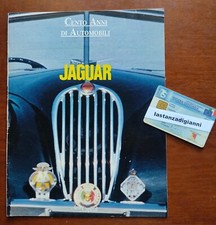 CENTO ANNI
DI AUTOMOBILI
JAGUAR
lastanzadigianni